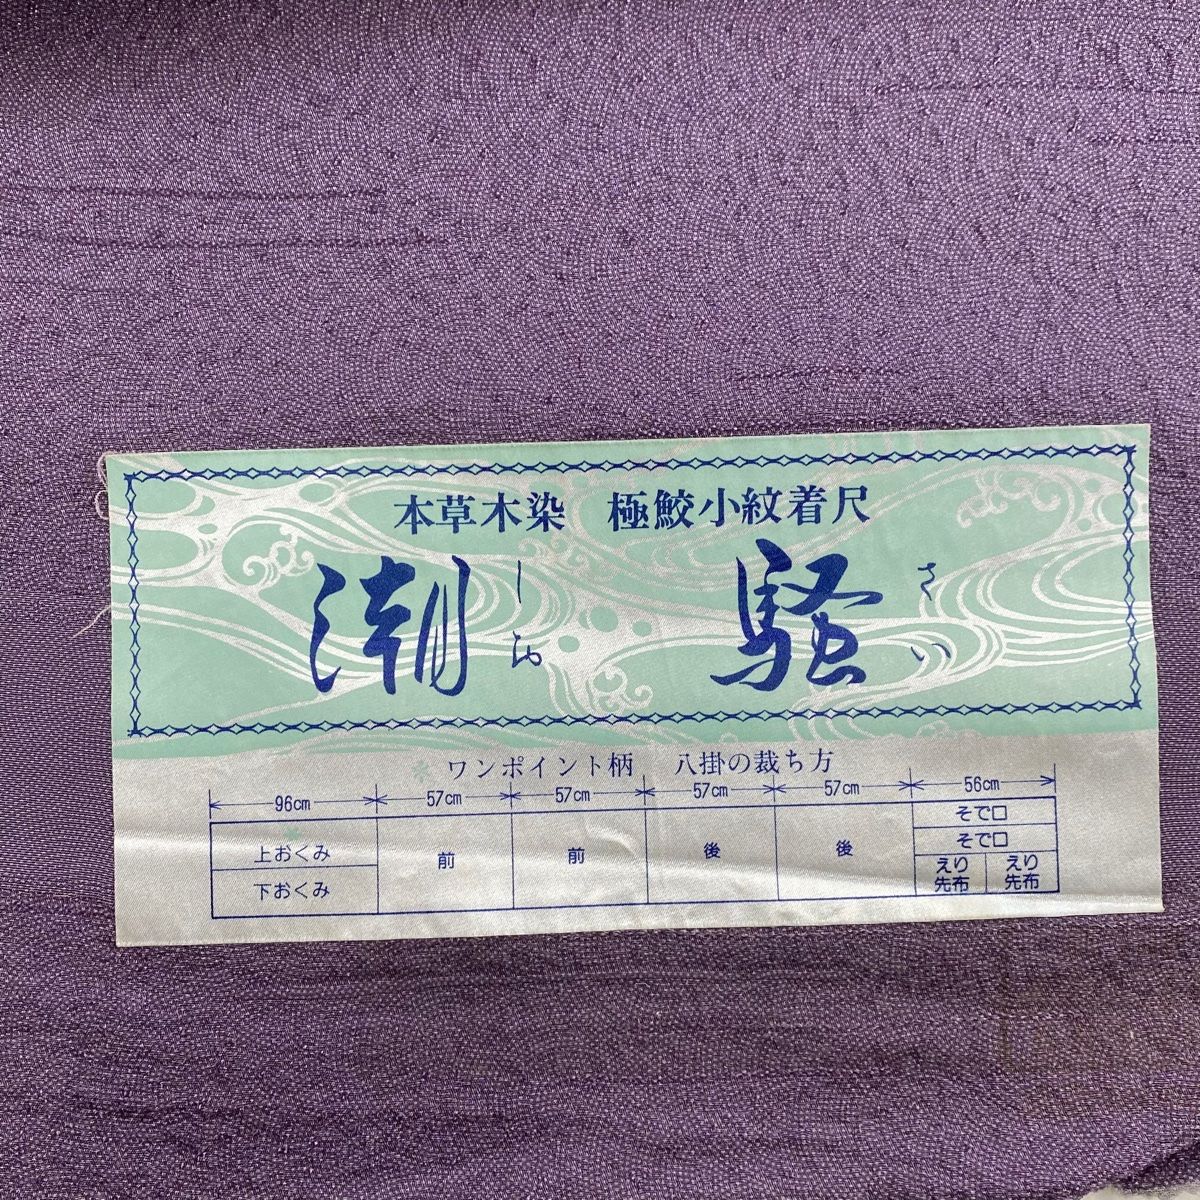 本草木染 極鮫小紋着尺
潮 しお 騒 さい
ワンポイント柄 八掛の裁ち方
96cm 57cm 57cm 57cm 57cm 56cm
上おくみ 前 前 後 後 そで口
そで口
下おくみ えり先布 えり先布